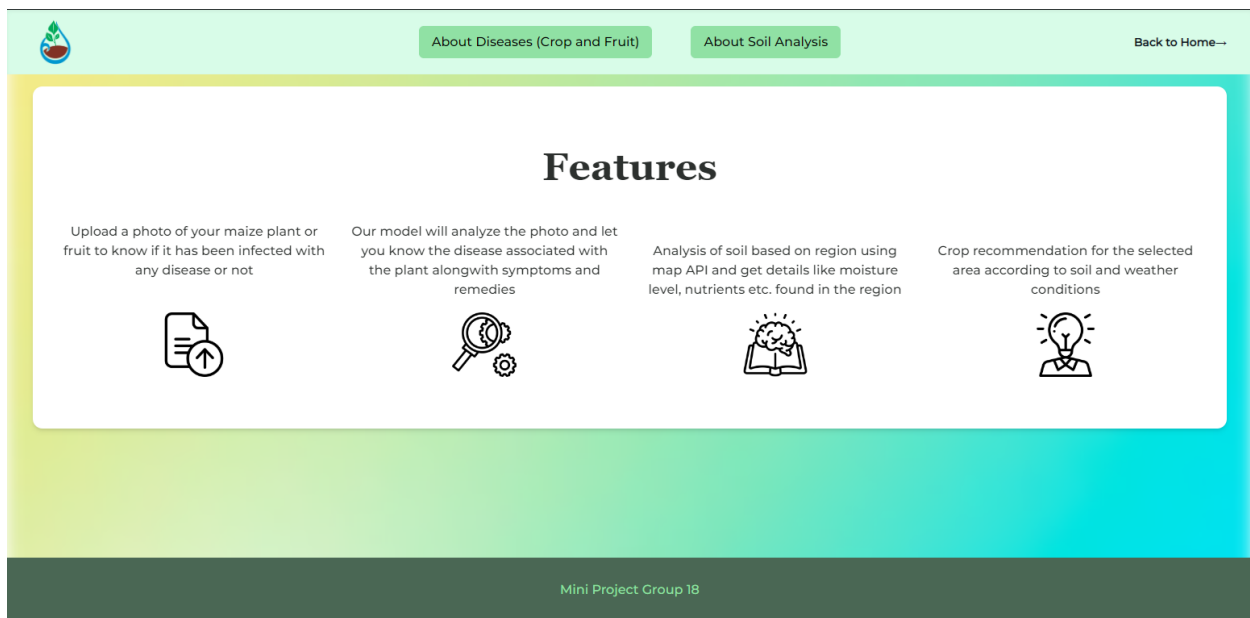 About Diseases (Crop and Fruit)
About Soil Analysis
Back to Home→
Features
Upload a photo of your maize plant or
fruit to know if it has been infected with
any disease or not
Our model will analyze the photo and let
you know the disease associated with
the plant alongwith symptoms and
remedies
Analysis of soil based on region using
map API and get details like moisture
level, nutrients etc. found in the region
Crop recommendation for the selected
area according to soil and weather
conditions
Mini Project Group 18